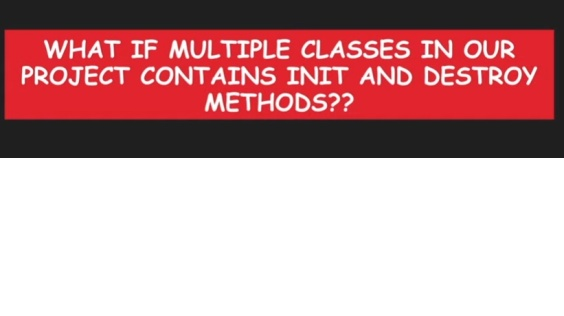 WHAT IF MULTIPLE CLASSES IN OUR
PROJECT CONTAINS INIT AND DESTROY
METHODS??